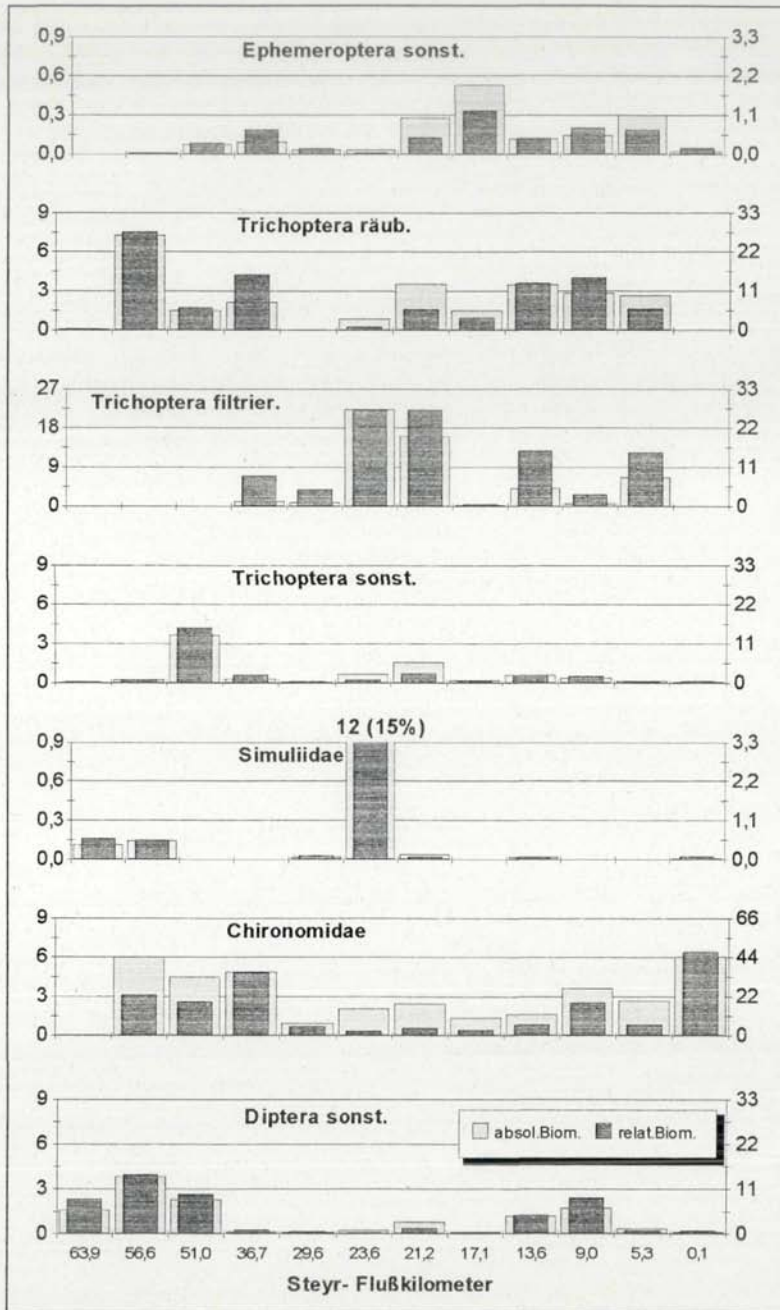 Ephemeroptera sonst.
0,9 3,3
0,6 2,2
0,3 1,1
0,0 0,0
Trichoptera räub.
9 33
6 22
3 11
0 0
Trichoptera filtrier.
27 33
18 22
9 11
0 0
Trichoptera sonst.
9 33
6 22
3 11
0 0
12 (15%)
Simuliidae
0,9 3,3
0,6 2,2
0,3 1,1
0,0 0,0
Chironomidae
9 66
6 44
3 22
0 0
Diptera sonst.
9 33
6 22
3 11
0 0
absol.Biom. relat.Biom.
63,9 56,6 51,0 36,7 29,6 23,6 21,2 17,1 13,6 9,0 5,3 0,1
Steyr- Flußkilometer